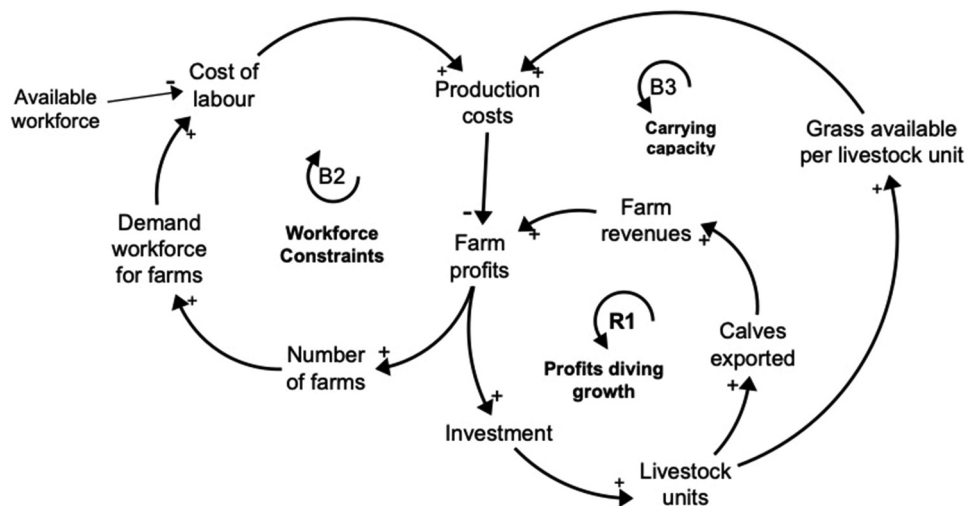 Available
workforce
-
Cost of
labour
+
Production
costs
+
+
B3
Carrying
capacity
Grass available
per livestock unit
+
B2
Workforce
Constraints
Demand
workforce
for farms
+
-
Farm
profits
+
Farm
revenues
+
R1
Profits diving
growth
Calves
exported
+
Number
of farms
+
+
Investment
+
Livestock
units